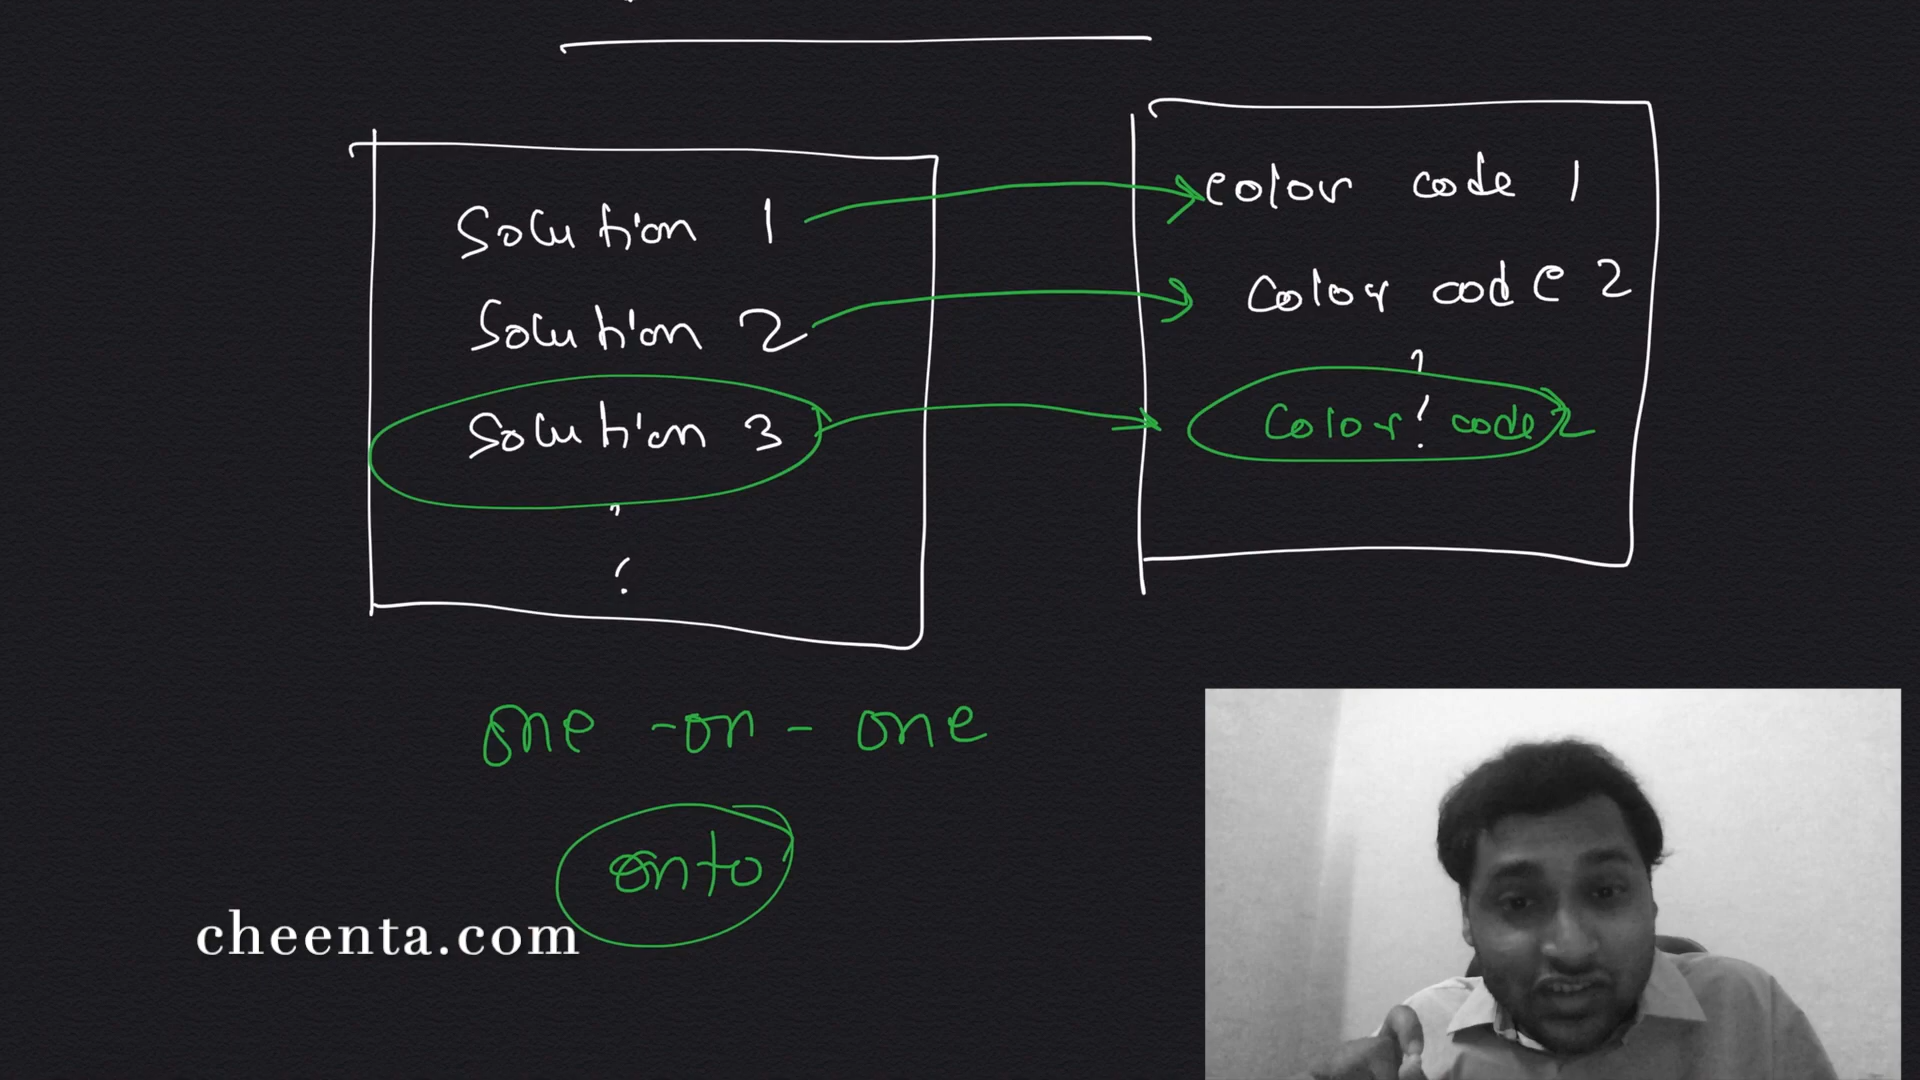 Solution 1
Solution 2
Solution 3
color code 1
Color code 2
Color code 2
one-on-one
onto
cheenta.com